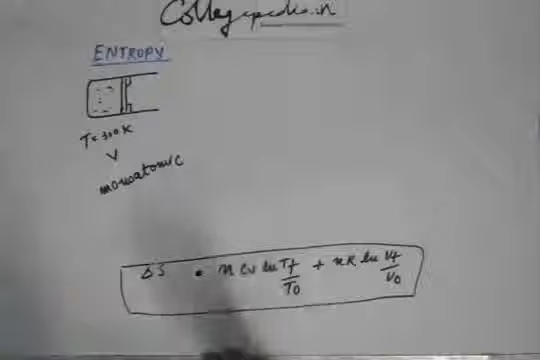 Collegepedia.in
ENTROPY
T = 300K
V
monoatomic
ΔS = n Cv ln Tf/T0 + nR ln Vf/V0